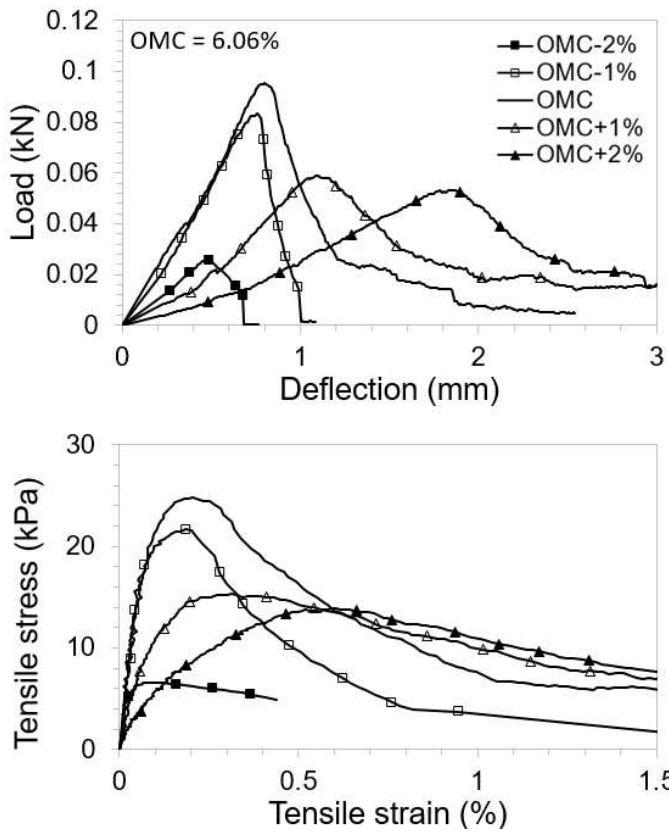 0.12
OMC = 6.06%
0.1
0.08
0.06
0.04
0.02
0
Load (kN)
OMC-2%
OMC-1%
OMC
OMC+1%
OMC+2%
0 1 2 3
Deflection (mm)
30
20
10
0
Tensile stress (kPa)
0 0.5 1 1.5
Tensile strain (%)